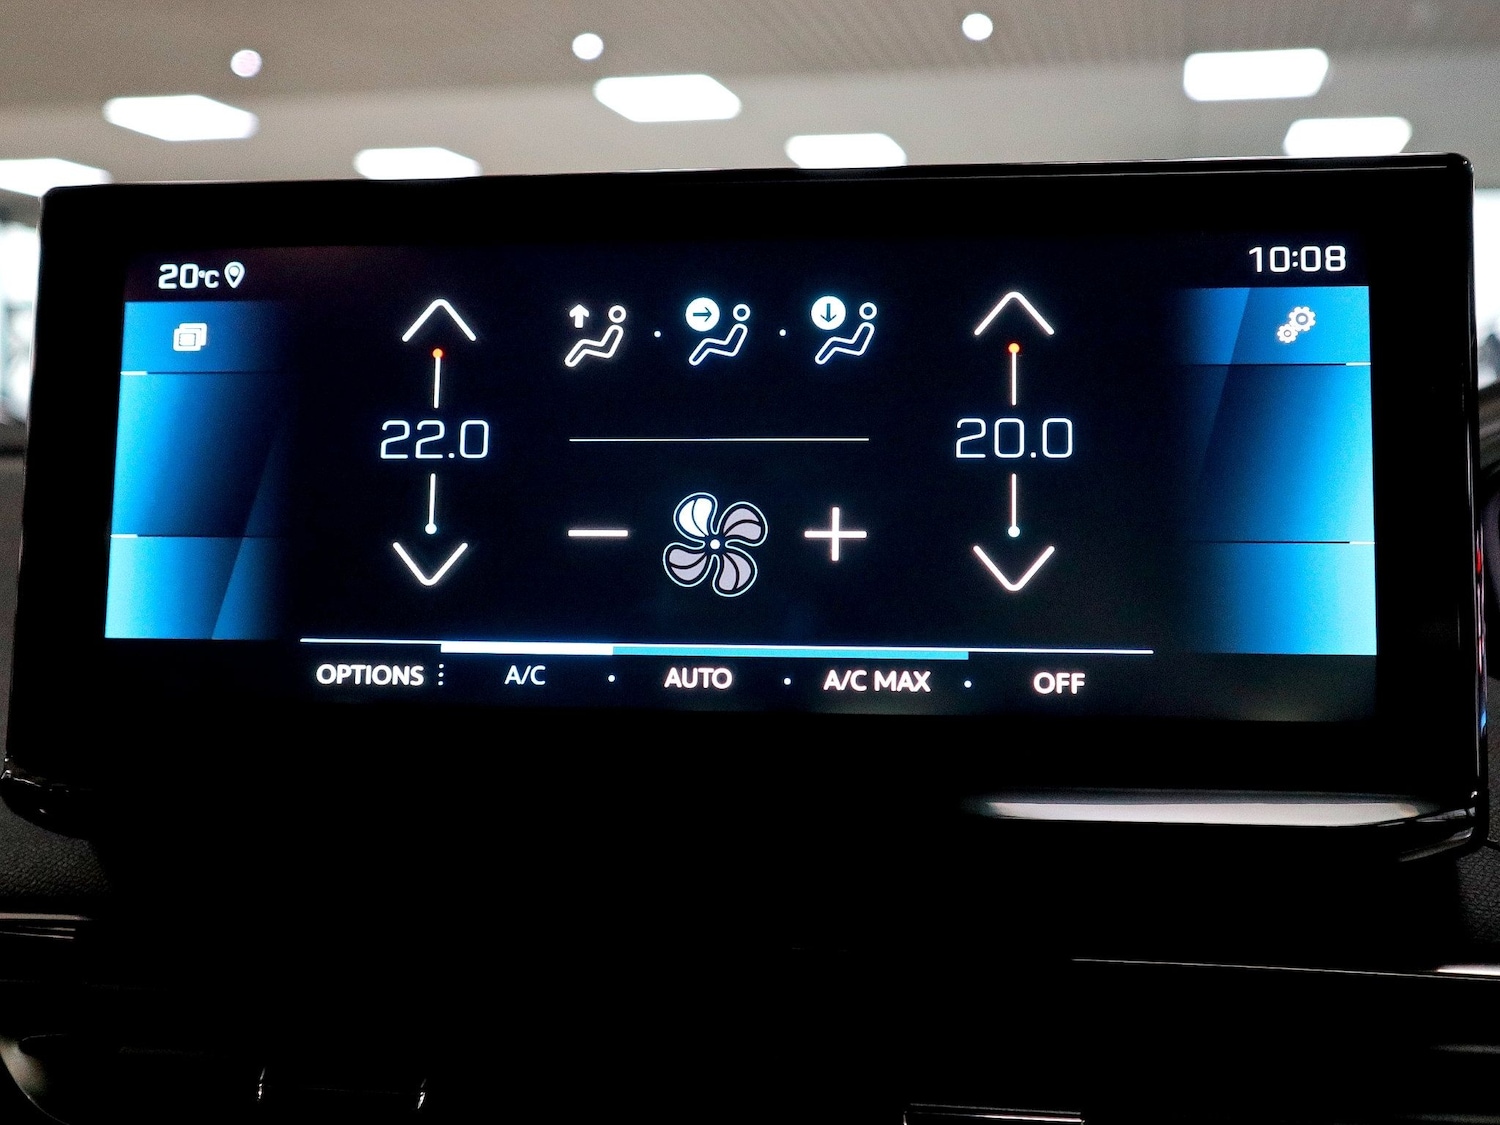 20°C
10:08
22.0
20.0
OPTIONS
A/C
AUTO
A/C MAX
OFF